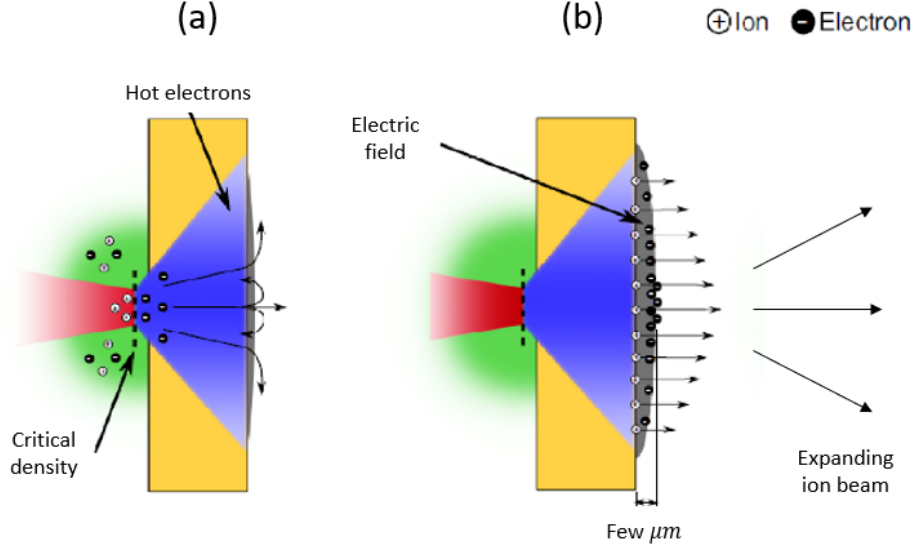 (a)
(b)
+ Ion - Electron
Hot electrons
Electric
field
Critical
density
Expanding
ion beam
Few μm